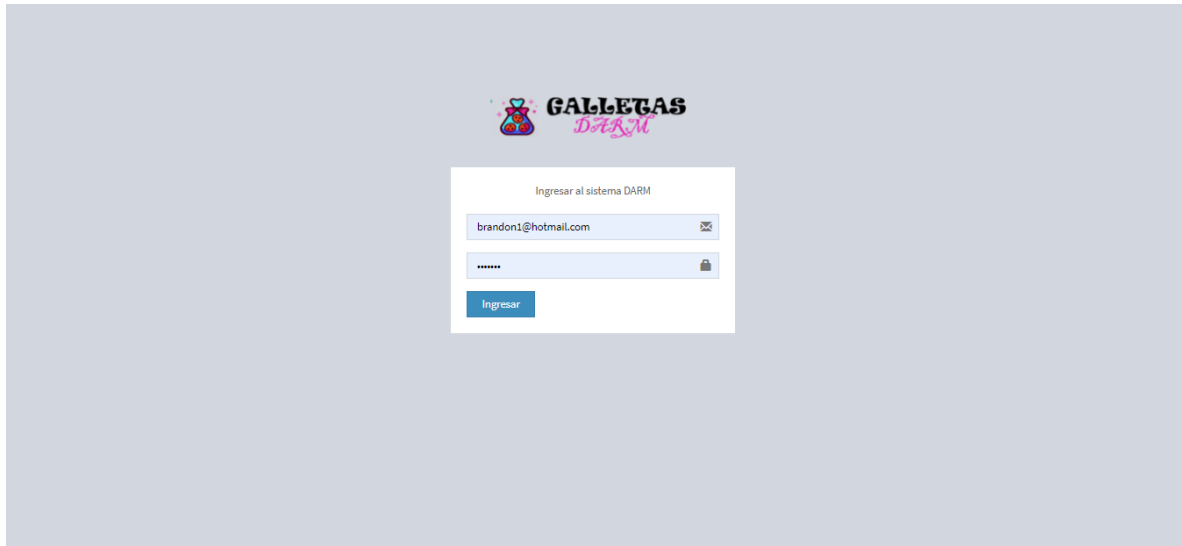 GALLETAS
DARM
Ingresar al sistema DARM
brandon1@hotmail.com
•••••••
Ingresar